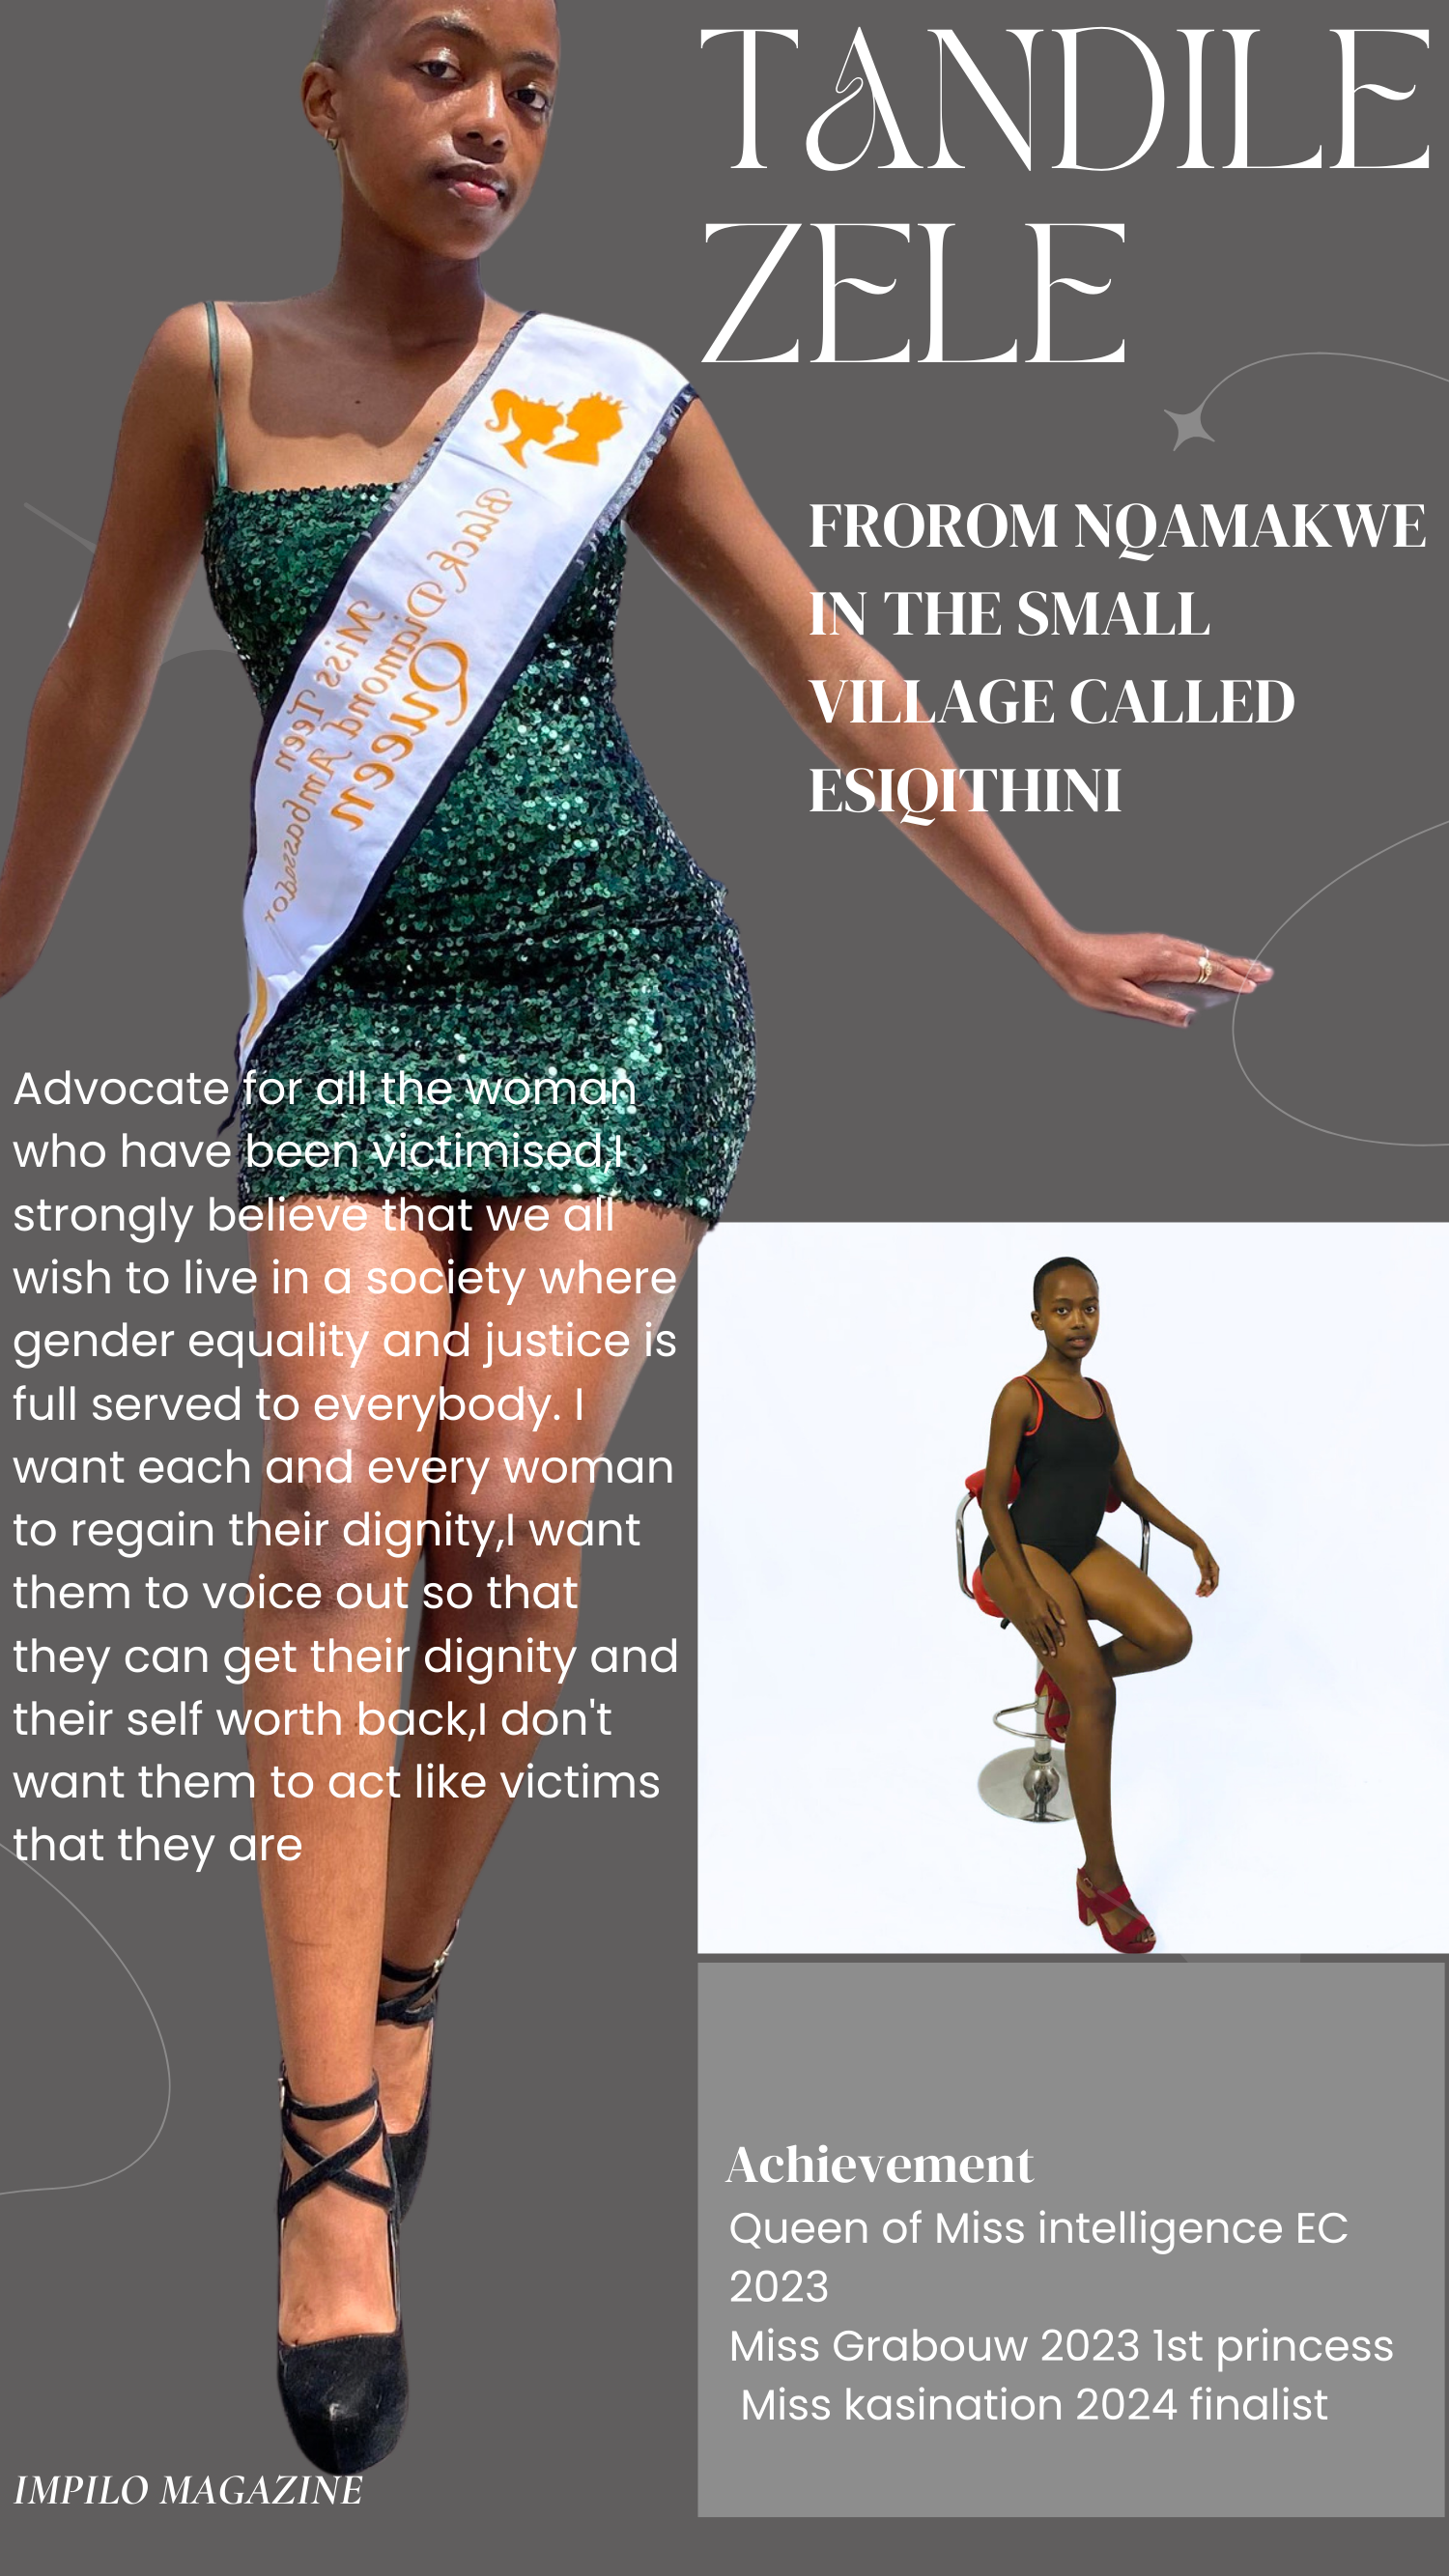 TANDILE
ZELE
FROROM NQAMAKWE
IN THE SMALL
VILLAGE CALLED
ESIQITHINI
Black Diamond
Queen
Miss Teen
Ambassador
Advocate for all the woman
who have been victimised,I
strongly believe that we all
wish to live in a society where
gender equality and justice is
full served to everybody. I
want each and every woman
to regain their dignity,I want
them to voice out so that
they can get their dignity and
their self worth back,I don't
want them to act like victims
that they are
Achievement
Queen of Miss intelligence EC
2023
Miss Grabouw 2023 1st princess
Miss kasination 2024 finalist
IMPILO MAGAZINE